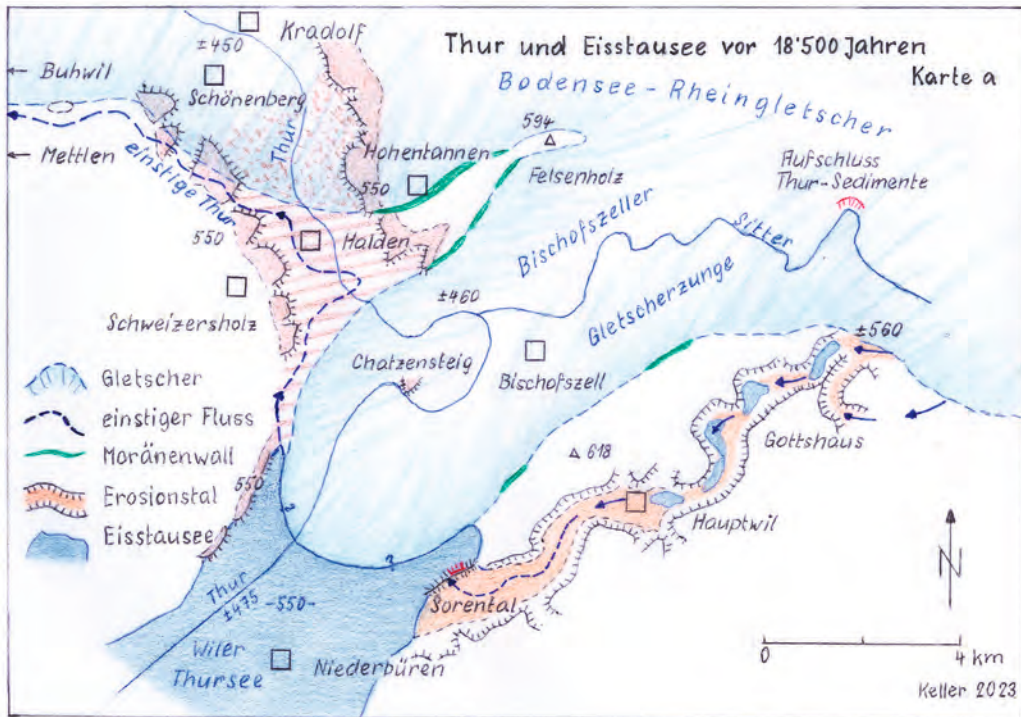 Thur und Eisstausee vor 18'500 Jahren
Karte a
Kradolf
±450
← Buhwil
Schönenberg
Bodensee-Rheingletscher
594
Thur
← Mettlen
einstige Thur
Hohentannen
Felsenholz
Aufschluss
Thur-Sedimente
550
550
Halden
Bischofszeller
Gletscherzunge
Sitter
±460
Schweizersholz
Chatzensteig
Bischofszell
±560
Gottshaus
618
Hauptwil
Gletscher
einstiger Fluss
Moränenwall
Erosionstal
Eisstausee
550
?
?
Thur
±475
-550-
Sorental
Wiler
Thursee
Niederbüren
N
0 4 km
Keller 2023